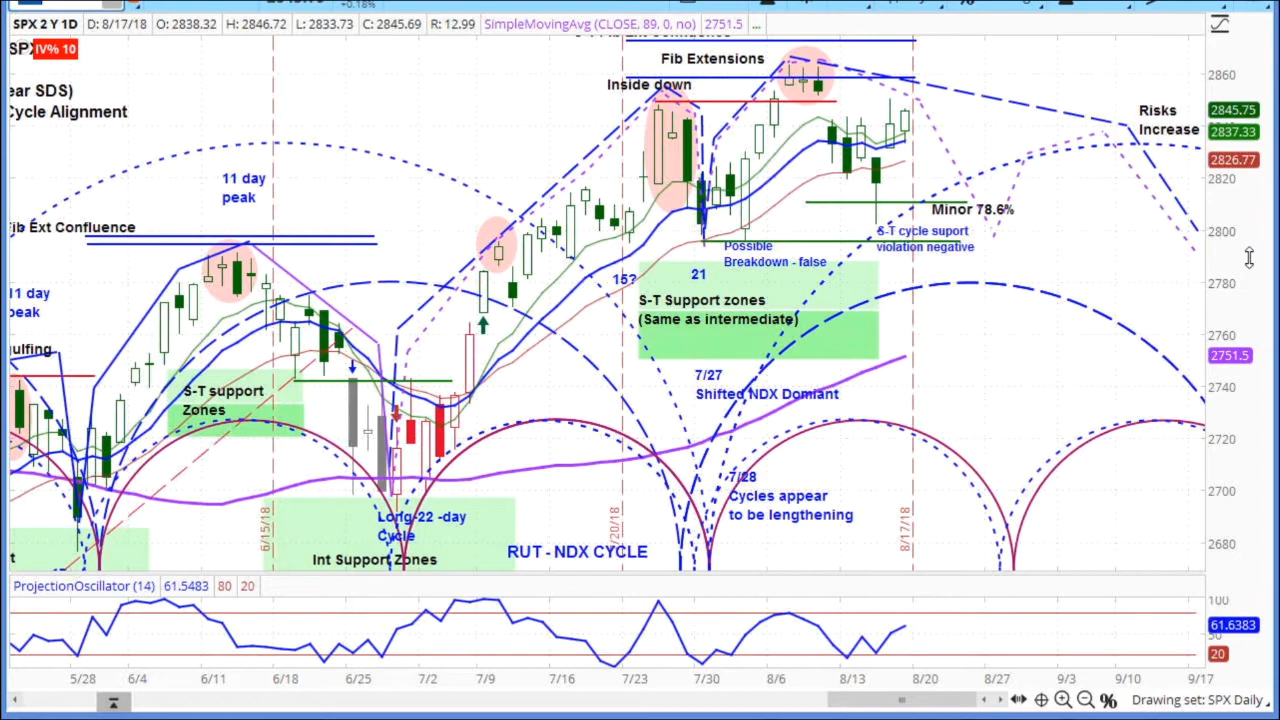 +0.18%
SPX 2 Y 1 D D: 8/17/18 O: 2838.32 H: 2846.72 L: 2833.73 C: 2845.69 R: 12.99 SimpleMovingAvg (CLOSE, 89, 0, no) 2751.5 ...
SPX IV% 10
Fib Extensions
Inside down
ear SDS)
Cycle Alignment
Risks
Increase
2860
2845.75
2837.33
2826.77
2820
2800
2780
2760
2751.5
2740
2720
2700
2680
11 day
peak
ib Ext Confluence
Minor 78.6%
S-T cycle suport
violation negative
Possible
Breakdown - false
15?
21
11 day
peak
S-T Support zones
(Same as intermediate)
ulfing
S-T support
Zones
7/27
Shifted NDX Domiant
7/28
Cycles appear
to be lengthening
Long-22 -day
Cycle
6/15/18
/20/18
8/17/18
RUT - NDX CYCLE
t
Int Support Zones
ProjectionOscillator (14) 61.5483 80 20
100
61.6383
50
20
5/28 6/4 6/11 6/18 6/25 7/2 7/9 7/16 7/23 7/30 8/6 8/13 8/20 8/27 9/3 9/10 9/17
% Drawing set: SPX Daily